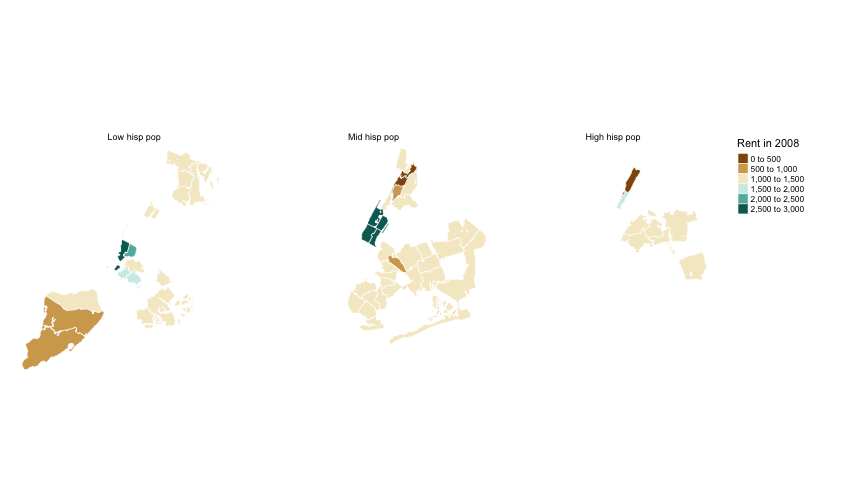 Low hisp pop
Mid hisp pop
High hisp pop
Rent in 2008
0 to 500
500 to 1,000
1,000 to 1,500
1,500 to 2,000
2,000 to 2,500
2,500 to 3,000